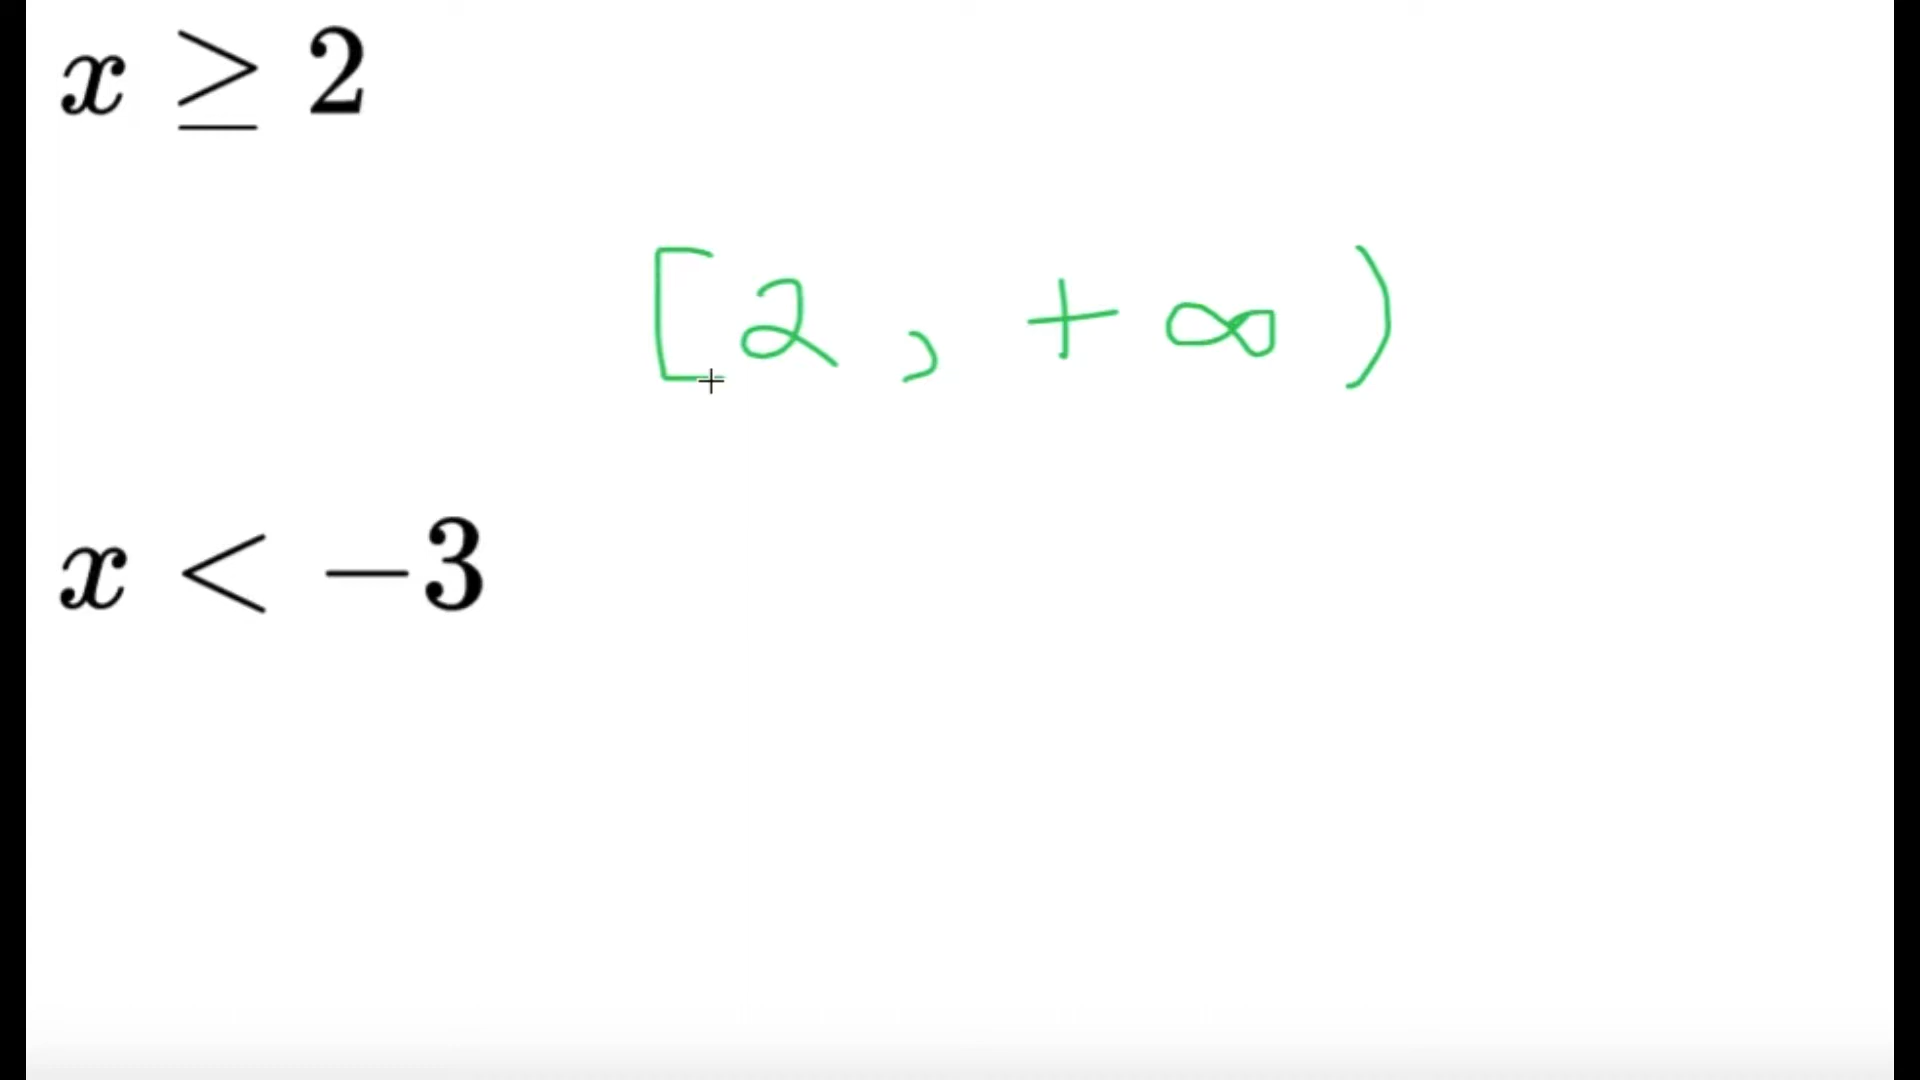 x ≥ 2
[2, +∞)
x < −3